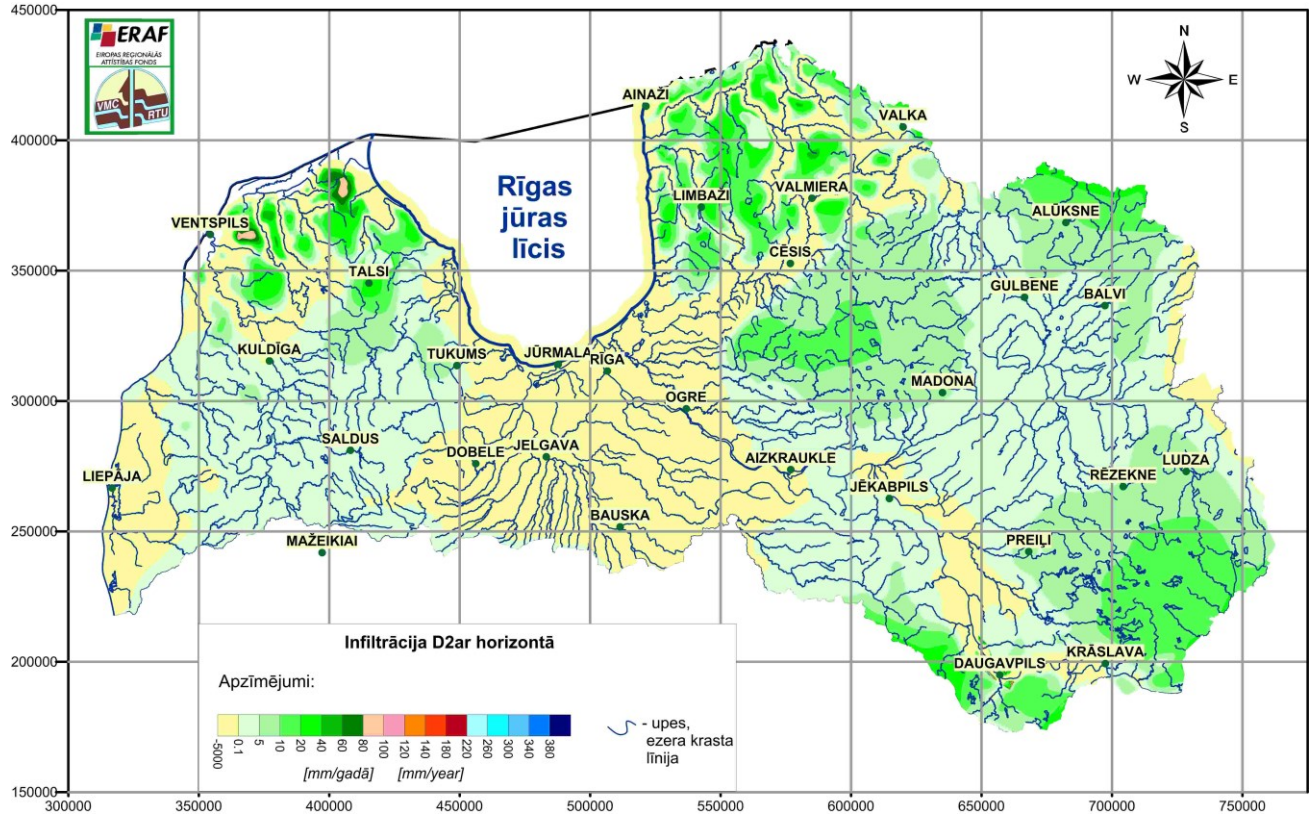 450000
400000
350000
300000
250000
200000
150000
300000 350000 400000 450000 500000 550000 600000 650000 700000 750000
ERAF
EIROPAS REĢIONĀLĀS
ATTĪSTĪBAS FONDS
VMC
RTU
N
W E
S
AINAŽI
VALKA
Rīgas
jūras
līcis
LIMBAŽI
VALMIERA
ALŪKSNE
VENTSPILS
CĒSIS
TALSI
GULBENE
BALVI
KULDĪGA
TUKUMS
JŪRMALA
RĪGA
MADONA
OGRE
SALDUS
DOBELE
JELGAVA
AIZKRAUKLE
LUDZA
LIEPĀJA
JĒKABPILS
RĒZEKNE
BAUSKA
MAŽEIKIAI
PREIĻI
KRĀSLAVA
DAUGAVPILS
Infiltrācija D2ar horizontā
Apzīmējumi:
-5000 0.1 5 10 20 40 60 80 100 120 140 180 220 260 300 340 380
[mm/gadā] [mm/year]
- upes,
ezera krasta
līnija